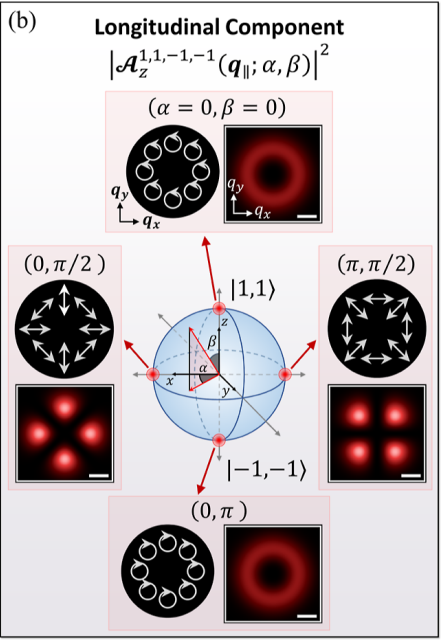 (b)
Longitudinal Component
|𝓐_z^{1,1,−1,−1}(q_∥; α, β)|²
(α = 0, β = 0)
q_y
q_x
q_y
q_x
(0, π/2)
(π, π/2)
|1,1⟩
z
β
α
x
y
|−1,−1⟩
(0, π)